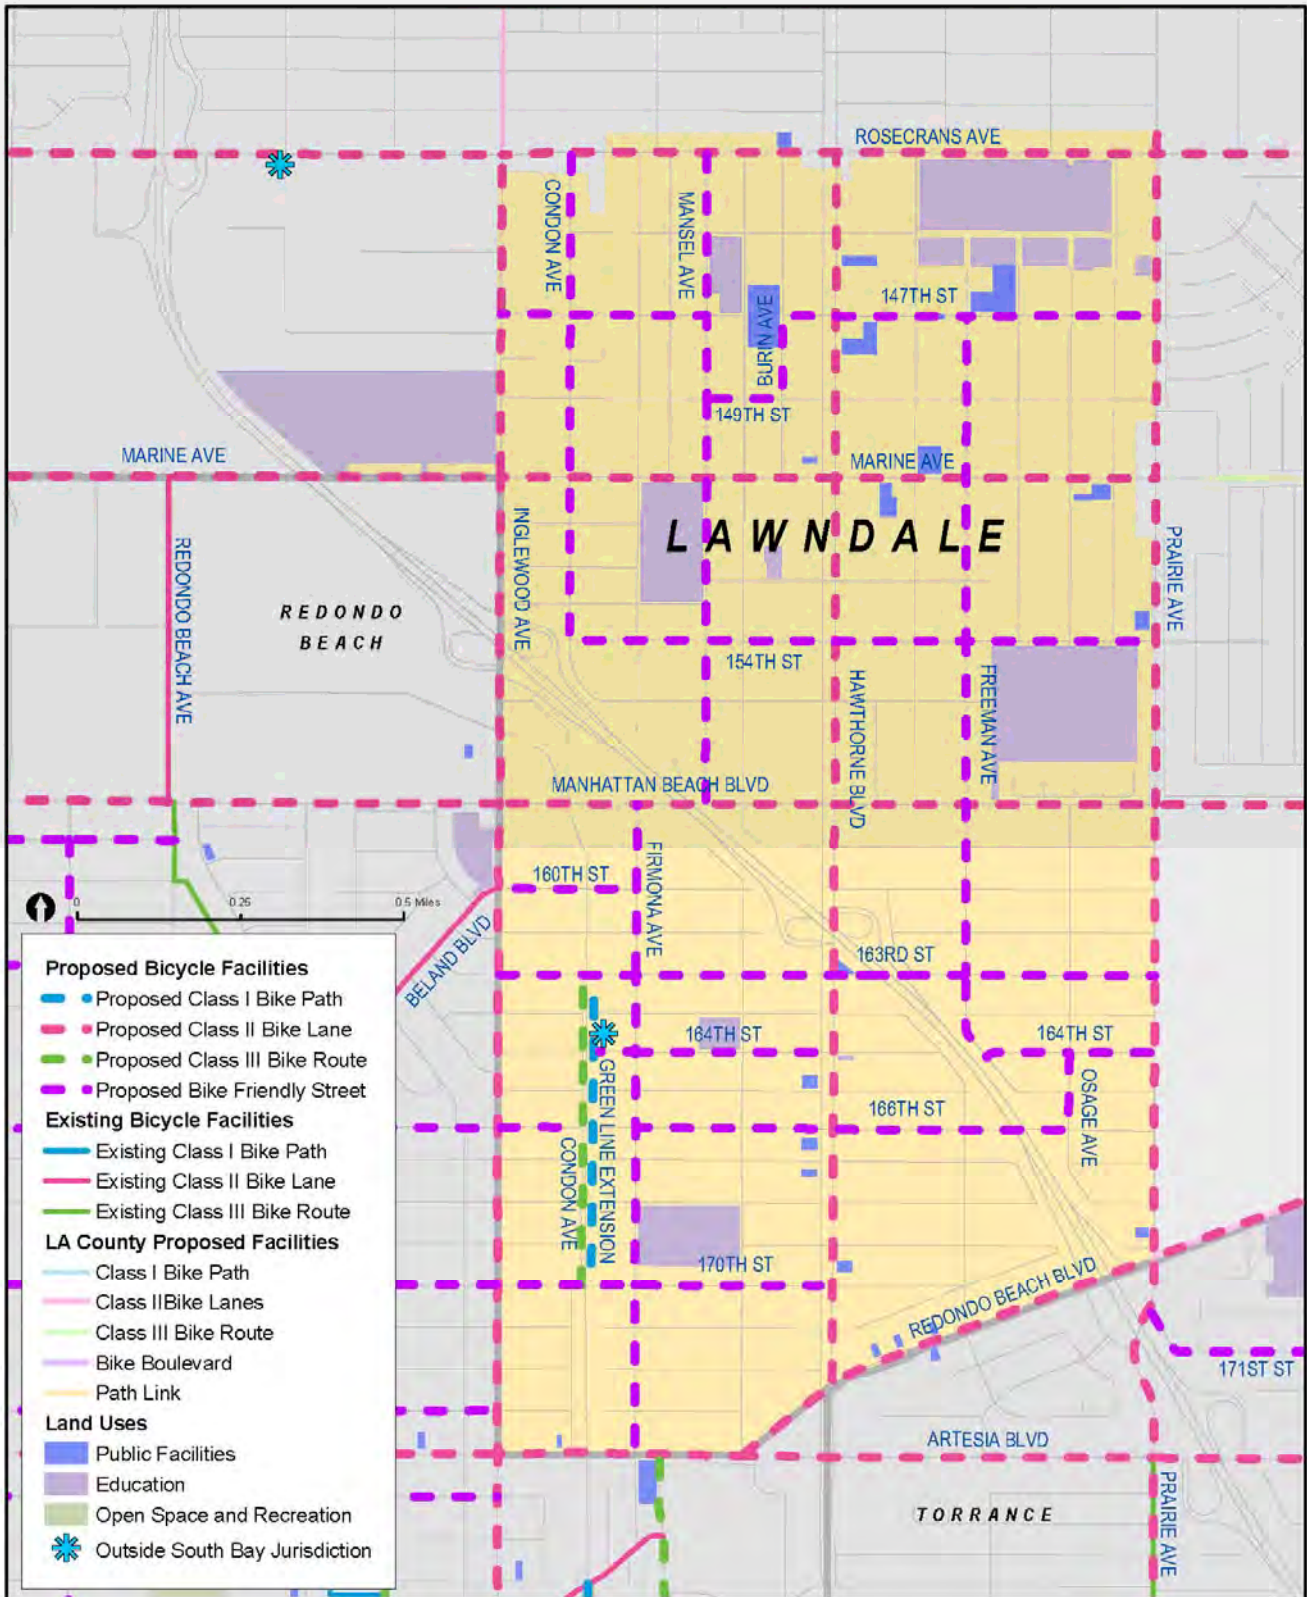 ROSECRANS AVE
CONDON AVE
MANSEL AVE
147TH ST
BURIN AVE
149TH ST
MARINE AVE
MARINE AVE
LAWNDALE
INGLEWOOD AVE
PRAIRIE AVE
REDONDO BEACH AVE
REDONDO
BEACH
154TH ST
HAWTHORNE BLVD
FREEMAN AVE
MANHATTAN BEACH BLVD
FIRMONA AVE
160TH ST
0 0.25 0.5 Miles
BELAND BLVD
163RD ST
164TH ST
164TH ST
GREEN LINE EXTENSION
OSAGE AVE
166TH ST
CONDON AVE
170TH ST
REDONDO BEACH BLVD
171ST ST
ARTESIA BLVD
TORRANCE
PRAIRIE AVE
Proposed Bicycle Facilities
Proposed Class I Bike Path
Proposed Class II Bike Lane
Proposed Class III Bike Route
Proposed Bike Friendly Street
Existing Bicycle Facilities
Existing Class I Bike Path
Existing Class II Bike Lane
Existing Class III Bike Route
LA County Proposed Facilities
Class I Bike Path
Class IIBike Lanes
Class III Bike Route
Bike Boulevard
Path Link
Land Uses
Public Facilities
Education
Open Space and Recreation
Outside South Bay Jurisdiction